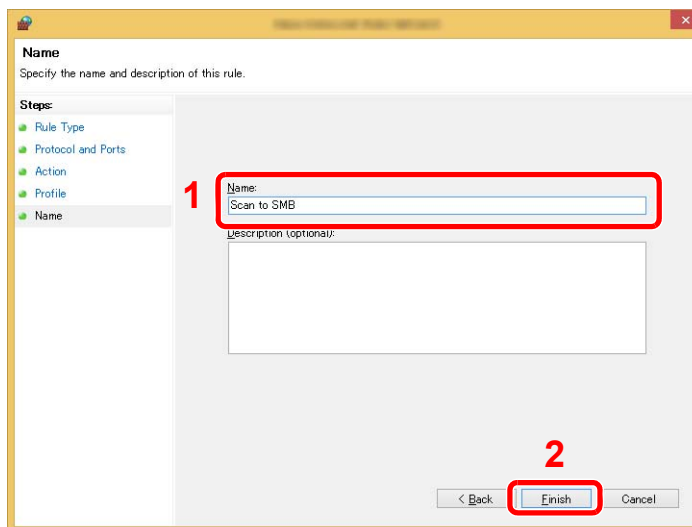 Name
Specify the name and description of this rule.
Steps:
Rule Type
Protocol and Ports
Action
Profile
Name
1
Name:
Scan to SMB
Description (optional):
2
< Back
Finish
Cancel